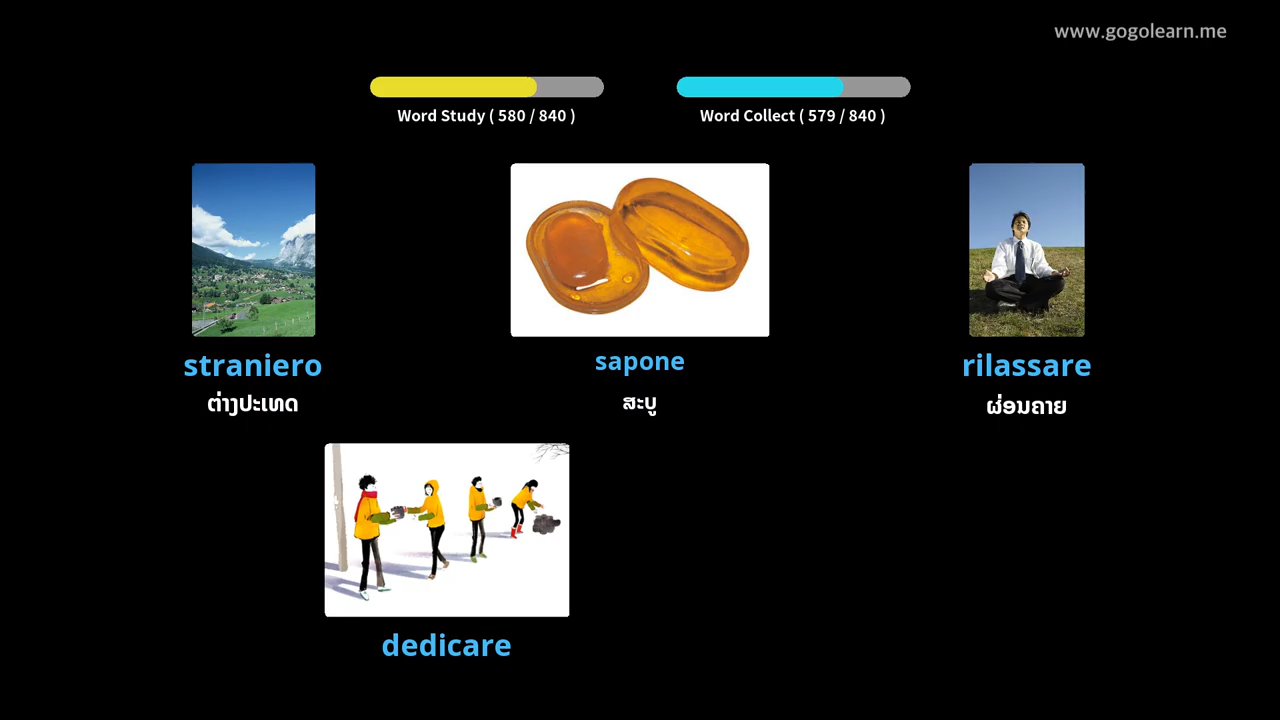 www.gogolearn.me
Word Study ( 580 / 840 )
Word Collect ( 579 / 840 )
straniero
ຕ່າງປະເທດ
sapone
ສະບູ
rilassare
ຜ່ອນຄາຍ
dedicare